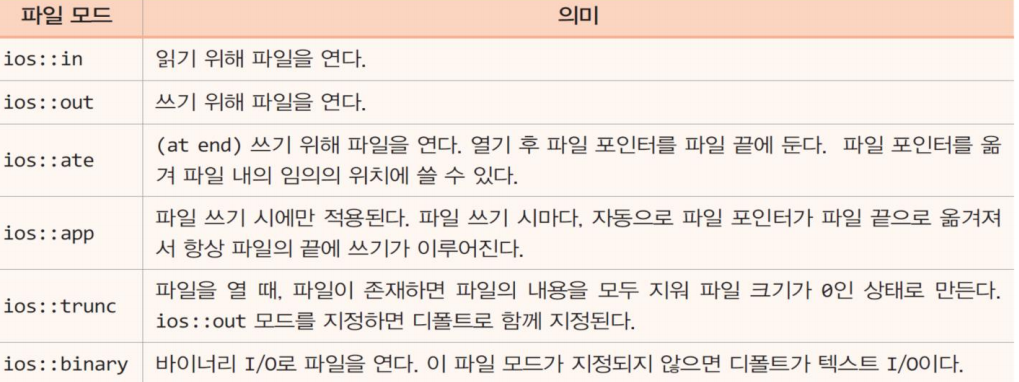 파일 모드 의미
ios::in 읽기 위해 파일을 연다.
ios::out 쓰기 위해 파일을 연다.
ios::ate (at end) 쓰기 위해 파일을 연다. 열기 후 파일 포인터를 파일 끝에 둔다. 파일 포인터를 옮
겨 파일 내의 임의의 위치에 쓸 수 있다.
ios::app 파일 쓰기 시에만 적용된다. 파일 쓰기 시마다, 자동으로 파일 포인터가 파일 끝으로 옮겨져
서 항상 파일의 끝에 쓰기가 이루어진다.
ios::trunc 파일을 열 때, 파일이 존재하면 파일의 내용을 모두 지워 파일 크기가 0인 상태로 만든다.
ios::out 모드를 지정하면 디폴트로 함께 지정된다.
ios::binary 바이너리 I/O로 파일을 연다. 이 파일 모드가 지정되지 않으면 디폴트가 텍스트 I/O이다.